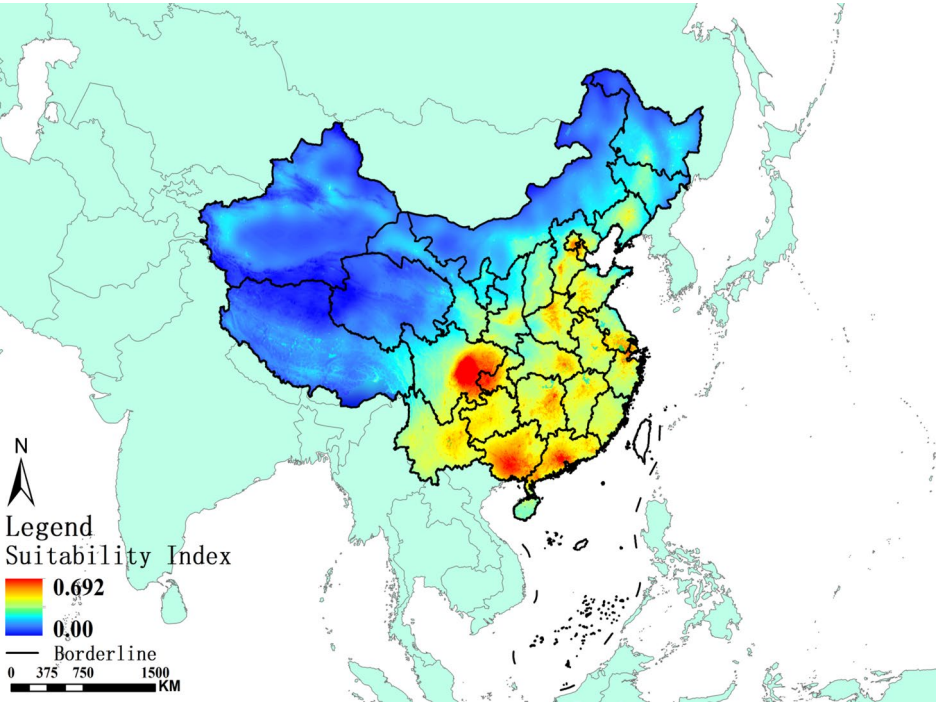 N
Legend
Suitability Index
0.692
0.00
Borderline
0 375 750 1500
KM